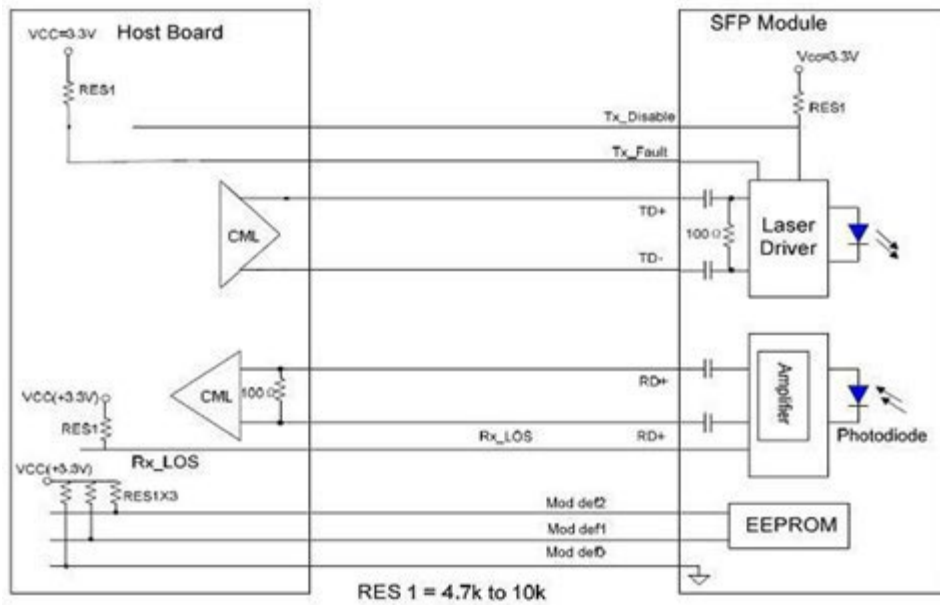 Host Board
SFP Module
VCC=3.3V
RES1
Vcc=3.3V
RES1
Tx_Disable
Tx_Fault
CML
TD+
TD-
100Ω
Laser
Driver
CML
100Ω
RD+
RD+
Amplifier
Photodiode
VCC(+3.3V)
RES1
Rx_LOS
Rx_LOS
VCC(+3.3V)
RES1X3
Mod def2
Mod def1
Mod def0
EEPROM
RES 1 = 4.7k to 10k